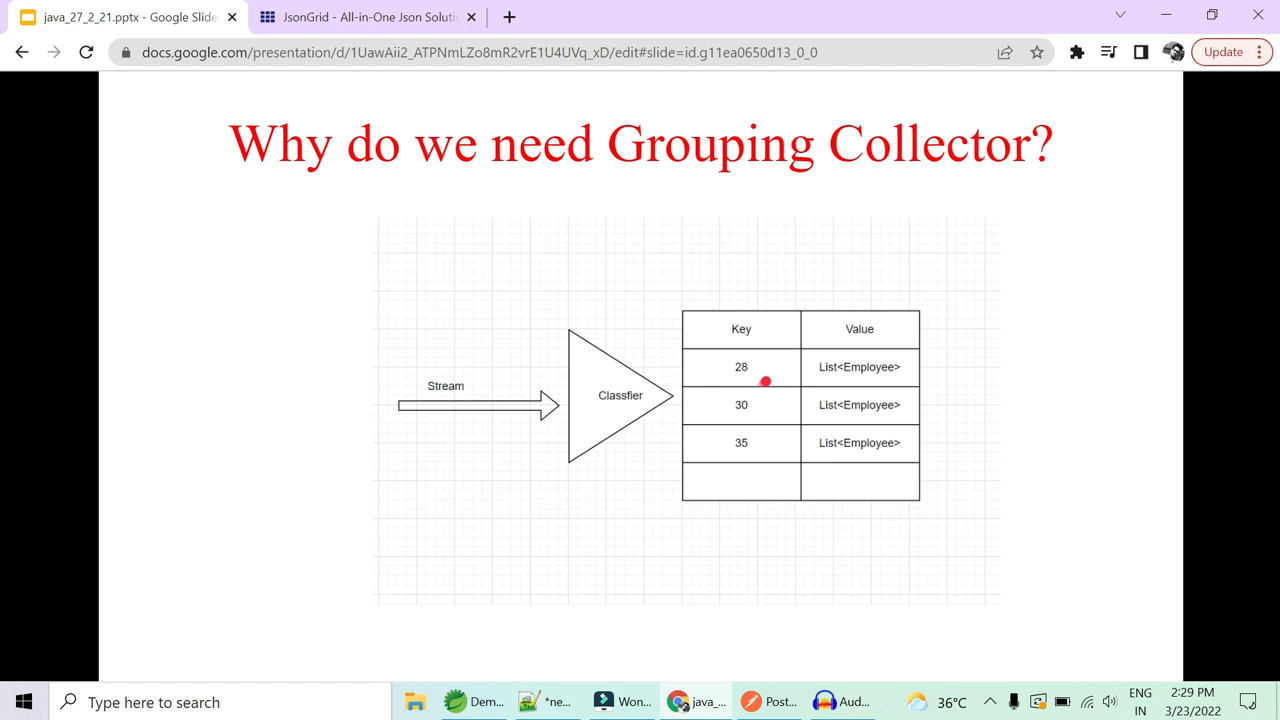 java_27_2_21.pptx - Google Slide
JsonGrid - All-in-One Json Soluti
docs.google.com/presentation/d/1UawAii2_ATPNmLZo8mR2vrE1U4UVq_xD/edit#slide=id.g11ea0650d13_0_0
Update
Why do we need Grouping Collector?
Stream
Classfier
Key Value
28 List<Employee>
30 List<Employee>
35 List<Employee>
Type here to search
Dem...
*ne...
Won...
java_...
Post...
Aud...
36°C
ENG
IN
2:29 PM
3/23/2022